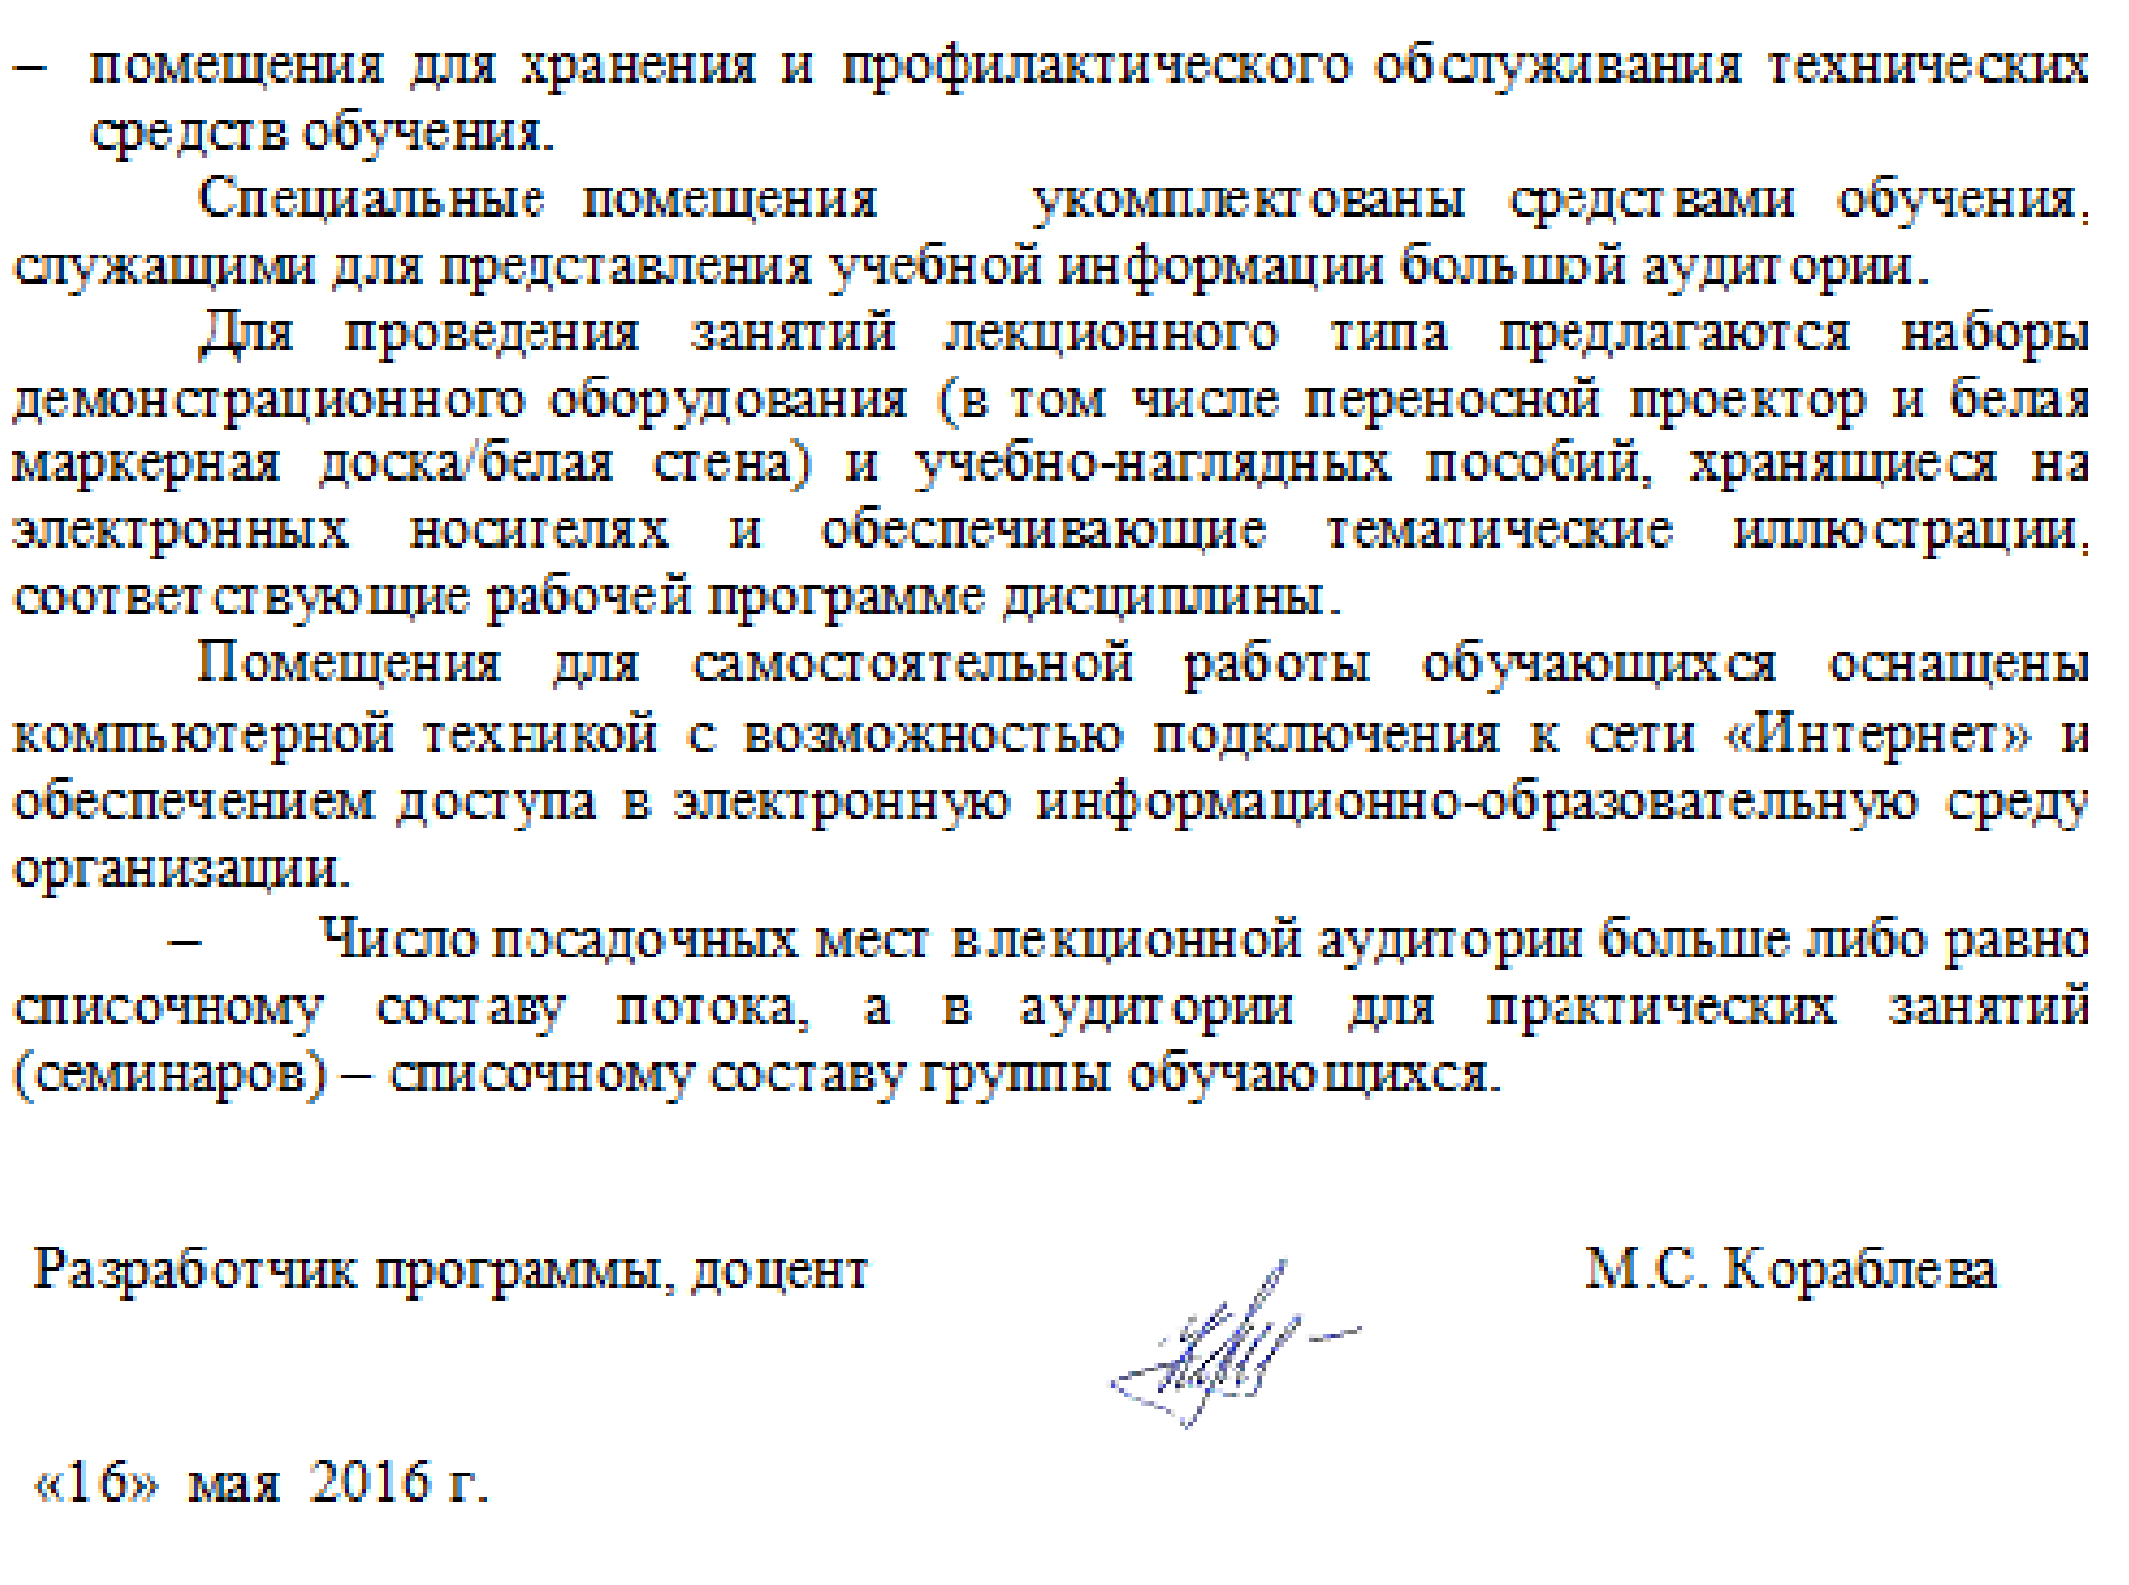 – помещения для хранения и профилактического обслуживания технических
средств обучения.
Специальные помещения укомплектованы средствами обучения,
служащими для представления учебной информации большой аудитории.
Для проведения занятий лекционного типа предлагаются наборы
демонстрационного оборудования (в том числе переносной проектор и белая
маркерная доска/белая стена) и учебно-наглядных пособий, хранящиеся на
электронных носителях и обеспечивающие тематические иллюстрации,
соответствующие рабочей программе дисциплины.
Помещения для самостоятельной работы обучающихся оснащены
компьютерной техникой с возможностью подключения к сети «Интернет» и
обеспечением доступа в электронную информационно-образовательную среду
организации.
– Число посадочных мест в лекционной аудитории больше либо равно
списочному составу потока, а в аудитории для практических занятий
(семинаров) – списочному составу группы обучающихся.
Разработчик программы, доцент М.С. Кораблева
«16» мая 2016 г.